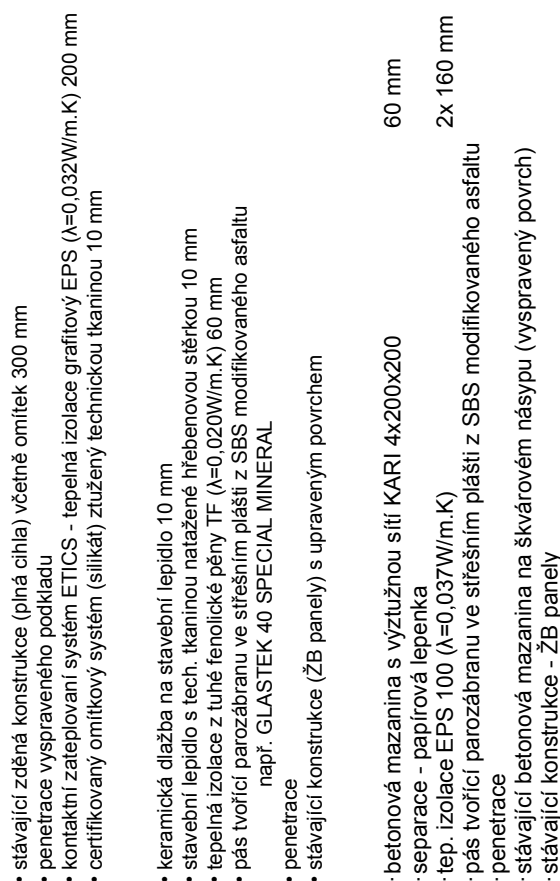 • stávající zděná konstrukce (plná cihla) včetně omítek 300 mm
• penetrace vyspraveného podkladu
• kontaktní zateplovaní systém ETICS - tepelná izolace grafitový EPS (λ=0,032W/m.K) 200 mm
• certifikovaný omítkový systém (silikát) ztužený technickou tkaninou 10 mm
• keramická dlažba na stavební lepidlo 10 mm
• stavební lepidlo s tech. tkaninou natažené hřebenovou stěrkou 10 mm
• tepelná izolace z tuhé fenolické pěny TF (λ=0,020W/m.K) 60 mm
• pás tvořící parozábranu ve střešním plášti z SBS modifikovaného asfaltu
např. GLASTEK 40 SPECIAL MINERAL
• penetrace
• stávající konstrukce (ŽB panely) s upraveným povrchem
· betonová mazanina s výztužnou sítí KARI 4x200x200 60 mm
· separace - papírová lepenka
· tep. izolace EPS 100 (λ=0,037W/m.K) 2x 160 mm
· pás tvořící parozábranu ve střešním plášti z SBS modifikovaného asfaltu
· penetrace
· stávající betonová mazanina na škvárovém násypu (vyspravený povrch)
· stávající konstrukce - ŽB panely